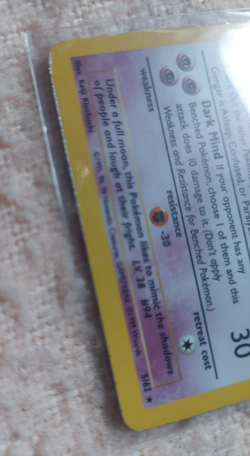 Gengar is Asleep, Confused, or Paralyzed
Dark Mind If your opponent has any
Benched Pokémon, choose 1 of them and this
attack does 10 damage to it. (Don't apply
Weakness and Resistance for Benched Pokémon.)
30
weakness
resistance
-30
retreat cost
Under a full moon, this Pokémon likes to mimic the shadows
of people and laugh at their fright. LV. 38 #94
Illus. Keiji Kinebuchi
5/62